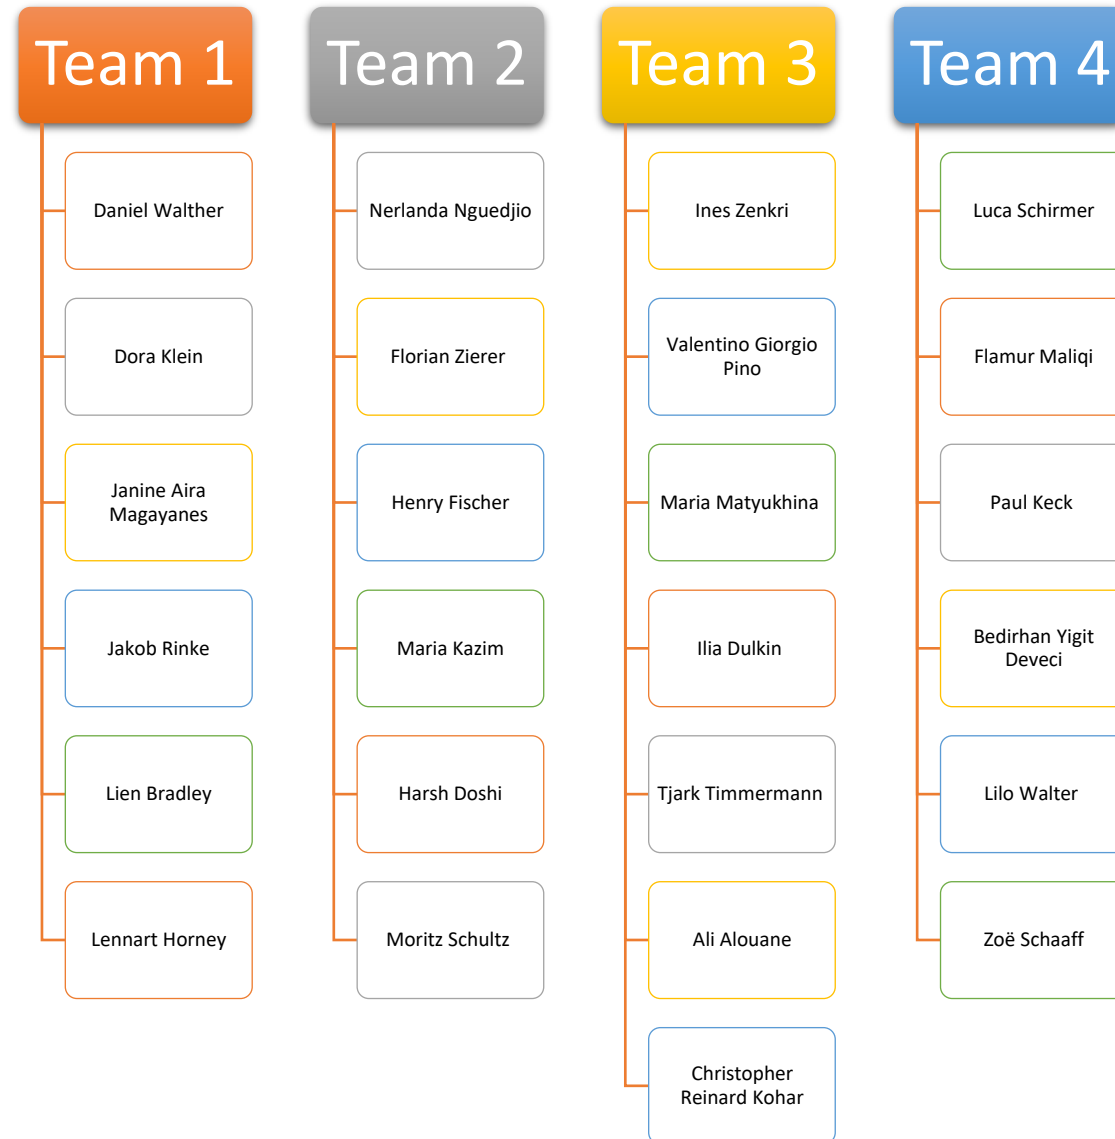 Team 1
Daniel Walther
Dora Klein
Janine Aira
Magayanes
Jakob Rinke
Lien Bradley
Lennart Horney
Team 2
Nerlanda Nguedjio
Florian Zierer
Henry Fischer
Maria Kazim
Harsh Doshi
Moritz Schultz
Team 3
Ines Zenkri
Valentino Giorgio
Pino
Maria Matyukhina
Ilia Dulkin
Tjark Timmermann
Ali Alouane
Christopher
Reinard Kohar
Team 4
Luca Schirmer
Flamur Maliqi
Paul Keck
Bedirhan Yigit
Deveci
Lilo Walter
Zoë Schaaff